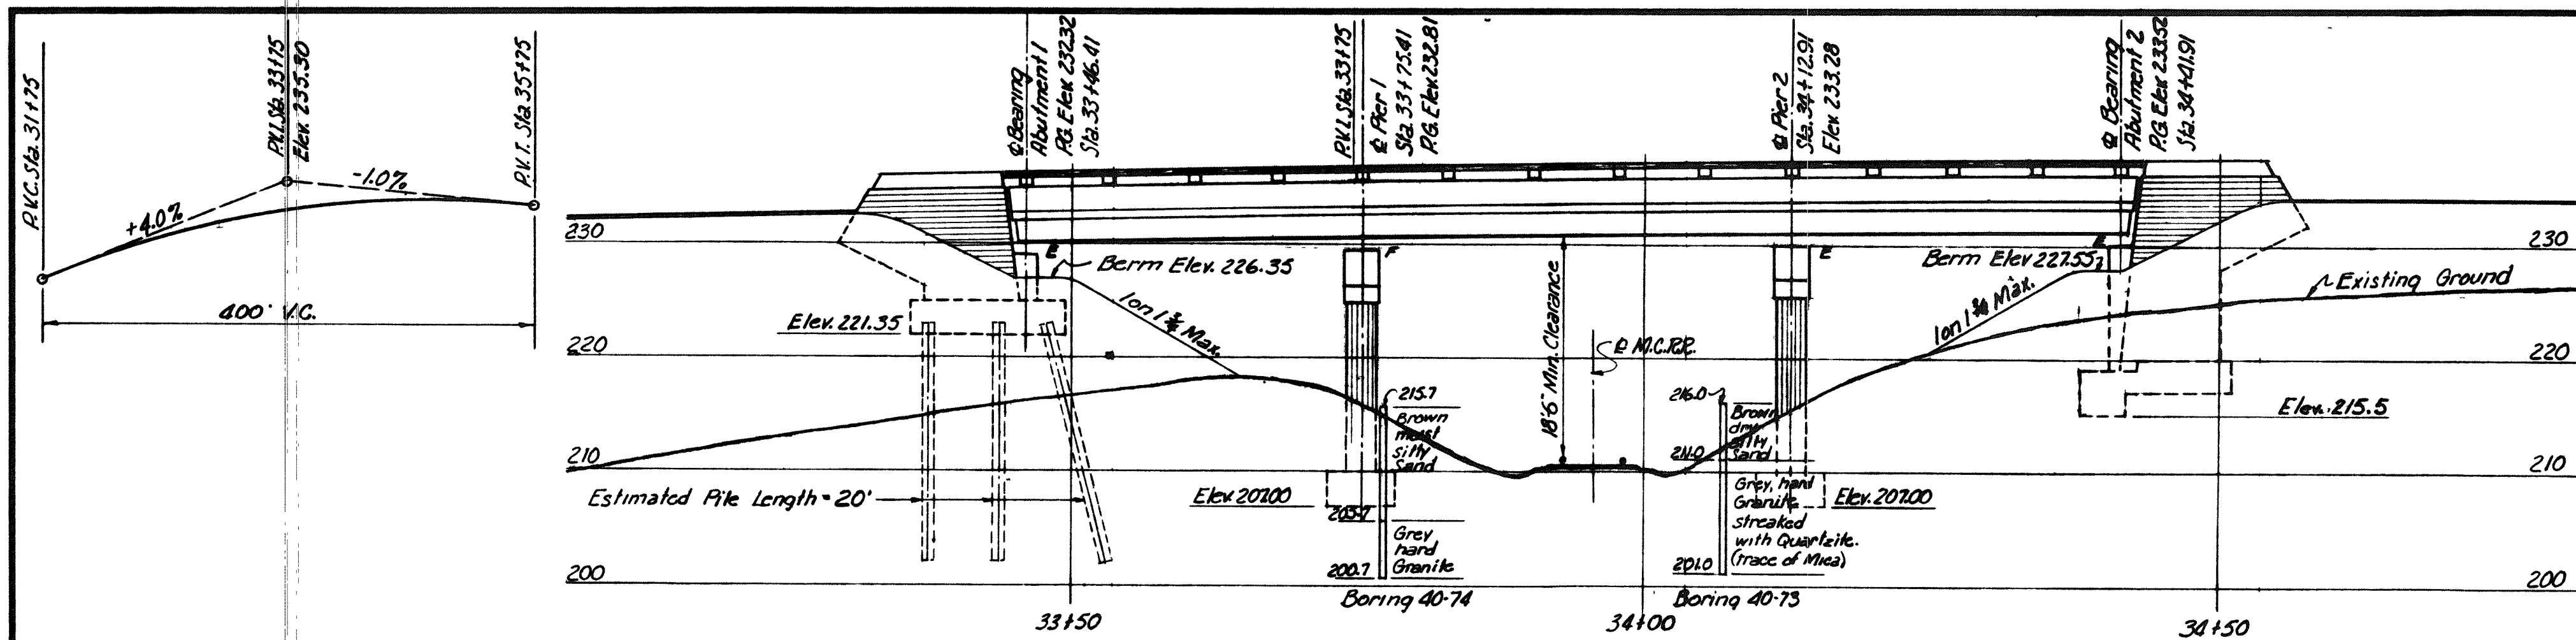 P.V.C. Sta. 31+75
P.V.I. Sta. 33+75
Elev. 235.30
P.V.T. Sta. 35+75
+4.0%
-1.0%
400' V.C.
℄ Bearing
Abutment 1
P.G. Elev. 232.32
Sta. 33+46.41
P.V.I. Sta. 33+75
℄ Pier 1
Sta. 33+75.41
P.G. Elev. 232.81
℄ Pier 2
Sta. 34+12.91
Elev. 233.28
℄ Bearing
Abutment 2
P.G. Elev. 233.52
Sta. 34+41.91
230
E
F
E
E
230
Berm Elev. 226.35
Berm Elev 227.55
Existing Ground
1 on 1 3/4 Max.
1 on 1 3/4 Max.
Elev. 221.35
18'-6" Min. Clearance
℄ M.C.R.R.
220
220
215.7
Brown
moist
silty
Sand
216.0
Brown
dry
silty
Sand
211.0
Elev. 215.5
210
210
Estimated Pile Length = 20'
Elev. 207.00
205.7
Grey
hand
Granite
200.7
Grey, hard
Granite
streaked
with Quartzite.
(trace of Mica)
201.0
Elev. 207.00
200
200
Boring 40-74
Boring 40-73
33+50
34+00
34+50